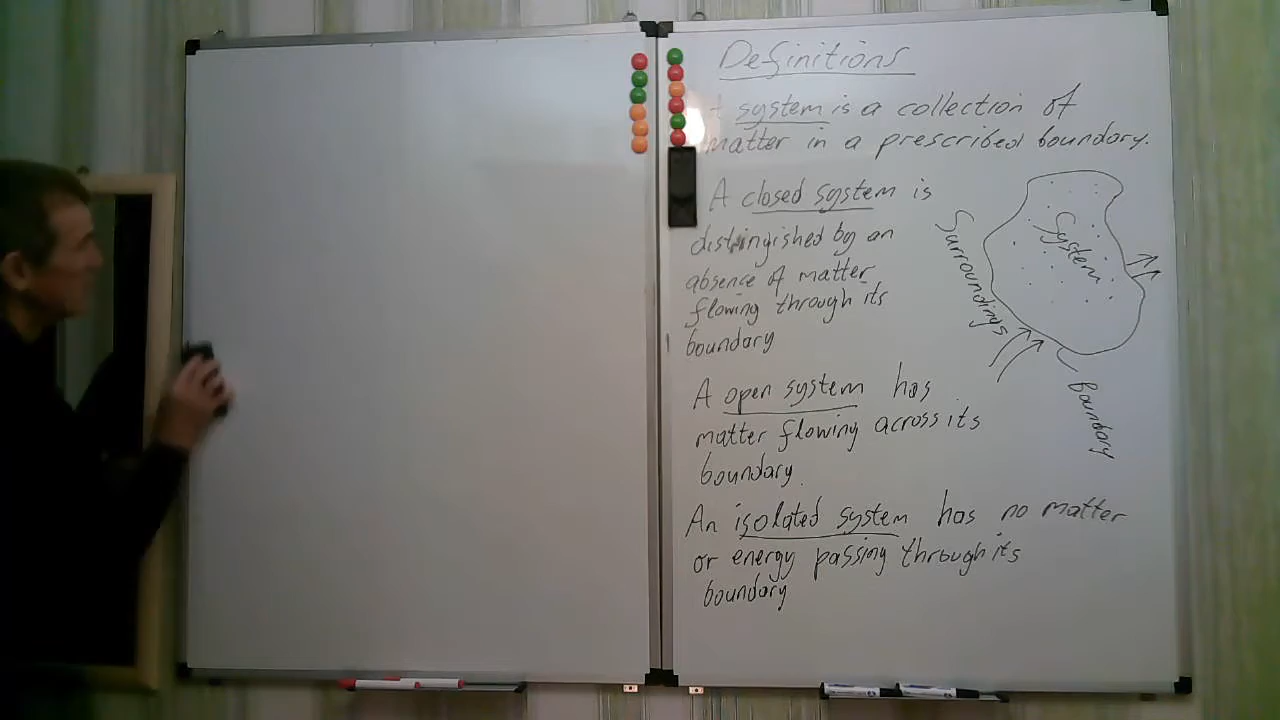 Definitions
A system is a collection of
matter in a prescribed boundary.
A closed system is
distingished by an
absence of matter
flowing through its
boundary
System
Surroundings
Boundary
A open system has
matter flowing across its
boundary.
An isolated system has no matter
or energy passing through its
boundary